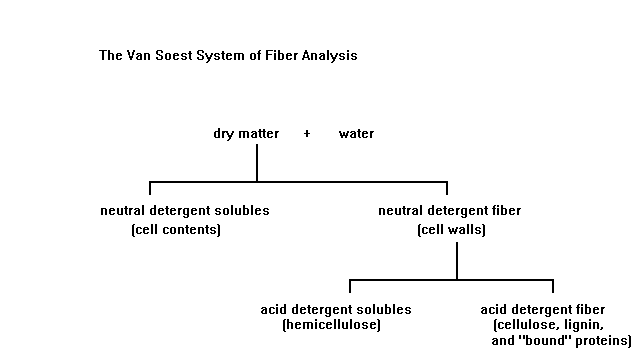 The Van Soest System of Fiber Analysis
dry matter + water
neutral detergent solubles
(cell contents)
neutral detergent fiber
(cell walls)
acid detergent solubles
(hemicellulose)
acid detergent fiber
(cellulose, lignin,
and "bound" proteins)